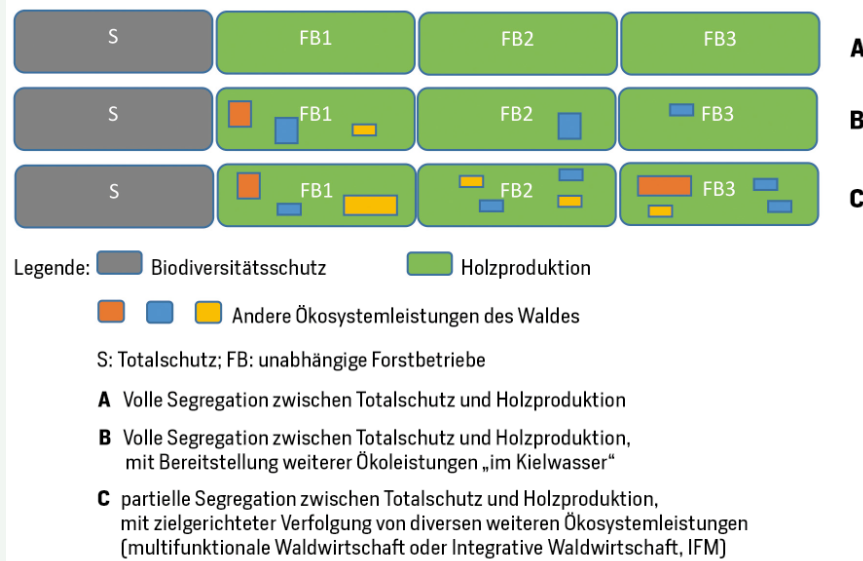 S FB1 FB2 FB3 A
S FB1 FB2 FB3 B
S FB1 FB2 FB3 C
Legende: Biodiversitätsschutz Holzproduktion
Andere Ökosystemleistungen des Waldes
S: Totalschutz; FB: unabhängige Forstbetriebe
A Volle Segregation zwischen Totalschutz und Holzproduktion
B Volle Segregation zwischen Totalschutz und Holzproduktion,
mit Bereitstellung weiterer Ökoleistungen „im Kielwasser“
C partielle Segregation zwischen Totalschutz und Holzproduktion,
mit zielgerichteter Verfolgung von diversen weiteren Ökosystemleistungen
(multifunktionale Waldwirtschaft oder Integrative Waldwirtschaft, IFM)